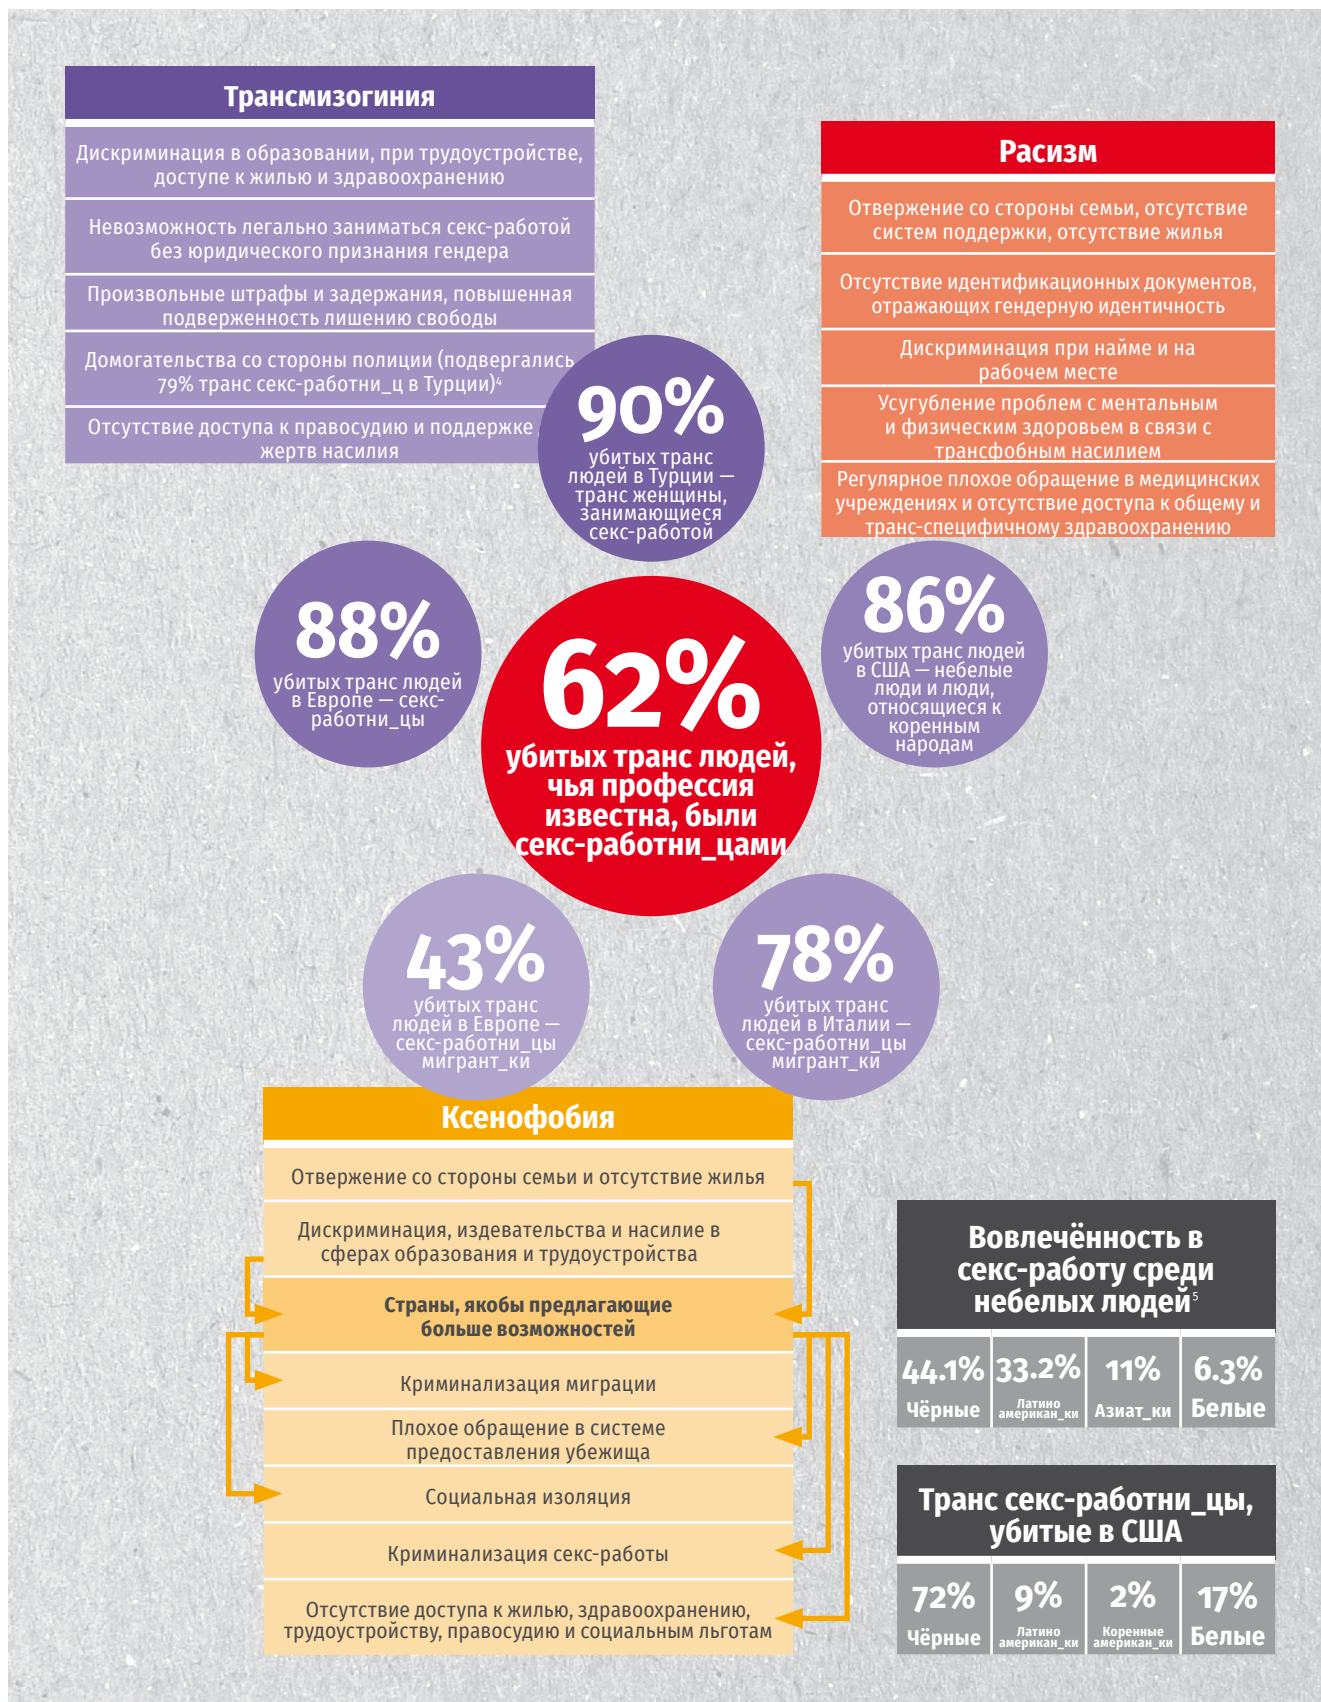 Трансмизогиния
Дискриминация в образовании, при трудоустройстве,
доступе к жилью и здравоохранению
Невозможность легально заниматься секс-работой
без юридического признания гендера
Произвольные штрафы и задержания, повышенная
подверженность лишению свободы
Домогательства со стороны полиции (подвергались
79% транс секс-работни_ц в Турции)⁴
Отсутствие доступа к правосудию и поддержке
жертв насилия
Расизм
Отвержение со стороны семьи, отсутствие
систем поддержки, отсутствие жилья
Отсутствие идентификационных документов,
отражающих гендерную идентичность
Дискриминация при найме и на
рабочем месте
Усугубление проблем с ментальным
и физическим здоровьем в связи с
трансфобным насилием
Регулярное плохое обращение в медицинских
учреждениях и отсутствие доступа к общему и
транс-специфичному здравоохранению
90%
убитых транс
людей в Турции —
транс женщины,
занимающиеся
секс-работой
88%
убитых транс людей
в Европе — секс-
работни_цы
62%
убитых транс людей,
чья профессия
известна, были
секс-работни_цами
86%
убитых транс людей
в США — небелые
люди и люди,
относящиеся к
коренным
народам
43%
убитых транс
людей в Европе —
секс-работни_цы
мигрант_ки
78%
убитых транс
людей в Италии —
секс-работни_цы
мигрант_ки
Ксенофобия
Отвержение со стороны семьи и отсутствие жилья
Дискриминация, издевательства и насилие в
сферах образования и трудоустройства
Страны, якобы предлагающие
больше возможностей
Криминализация миграции
Плохое обращение в системе
предоставления убежища
Социальная изоляция
Криминализация секс-работы
Отсутствие доступа к жилью, здравоохранению,
трудоустройству, правосудию и социальным льготам
Вовлечённость в
секс-работу среди
небелых людей⁵
44.1% 33.2% 11% 6.3%
Чёрные Латино американ_ки Азиат_ки Белые
Транс секс-работни_цы,
убитые в США
72% 9% 2% 17%
Чёрные Латино американ_ки Коренные американ_ки Белые